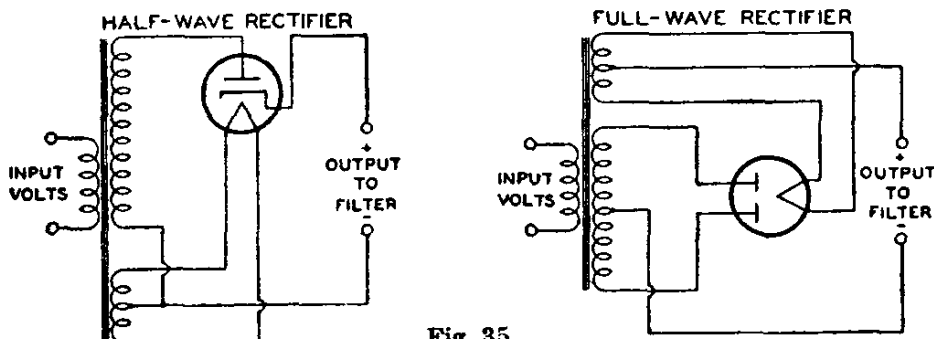 HALF-WAVE RECTIFIER
INPUT
VOLTS
+
OUTPUT
TO
FILTER
-
FULL-WAVE RECTIFIER
INPUT
VOLTS
+
OUTPUT
TO
FILTER
-
Fig. 35